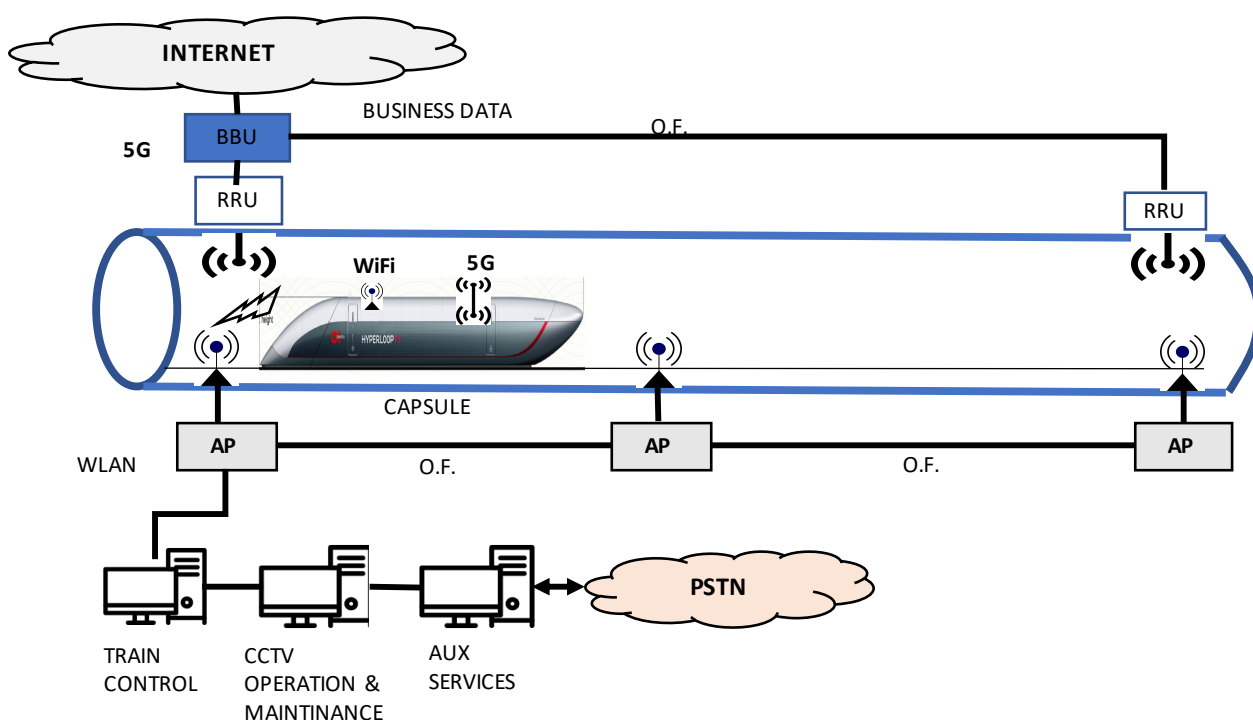 INTERNET
BUSINESS DATA
O.F.
5G
BBU
RRU
RRU
WiFi
5G
height
HYPERLOOP
CAPSULE
AP
AP
AP
WLAN
O.F.
O.F.
PSTN
TRAIN
CONTROL
CCTV
OPERATION &
MAINTINANCE
AUX
SERVICES